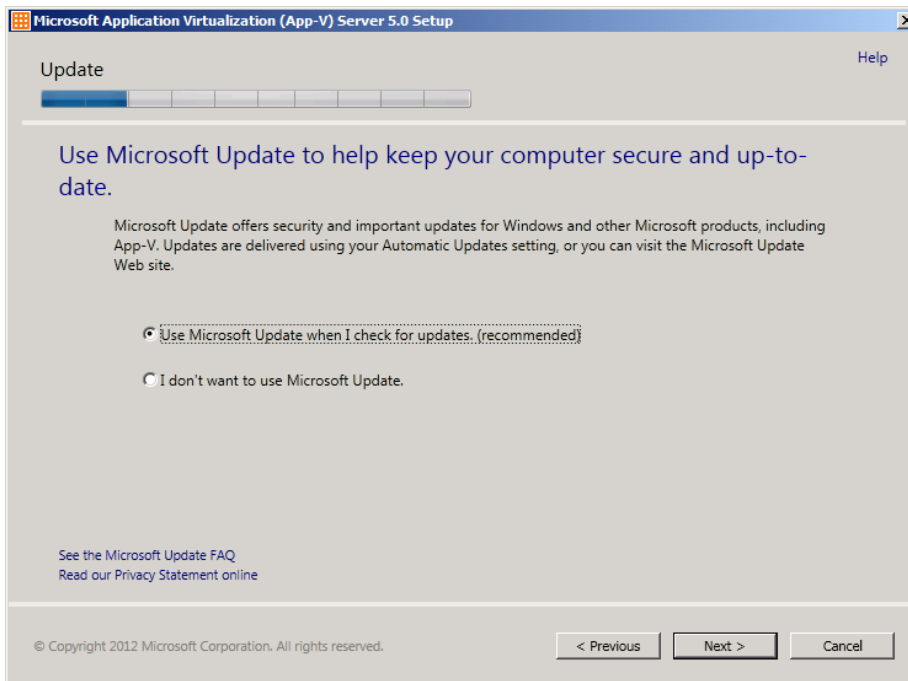 Microsoft Application Virtualization (App-V) Server 5.0 Setup
Help
Update
Use Microsoft Update to help keep your computer secure and up-to-
date.
Microsoft Update offers security and important updates for Windows and other Microsoft products, including
App-V. Updates are delivered using your Automatic Updates setting, or you can visit the Microsoft Update
Web site.
Use Microsoft Update when I check for updates. (recommended)
I don't want to use Microsoft Update.
See the Microsoft Update FAQ
Read our Privacy Statement online
© Copyright 2012 Microsoft Corporation. All rights reserved.
< Previous
Next >
Cancel